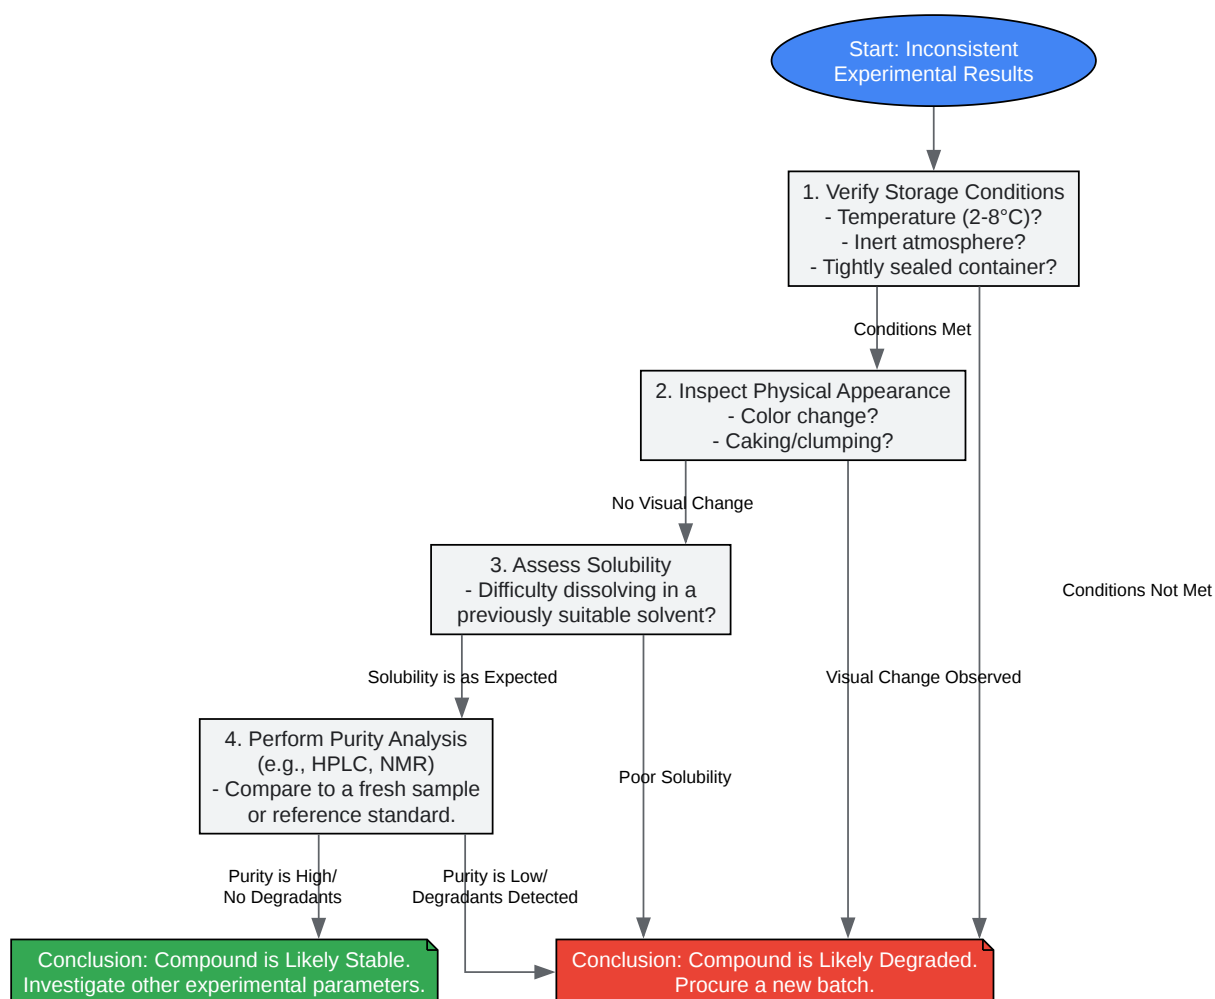 Start: Inconsistent
Experimental Results
1. Verify Storage Conditions
- Temperature (2-8°C)?
- Inert atmosphere?
- Tightly sealed container?
Conditions Met
2. Inspect Physical Appearance
- Color change?
- Caking/clumping?
No Visual Change
3. Assess Solubility
- Difficulty dissolving in a
previously suitable solvent?
Conditions Not Met
Solubility is as Expected
Visual Change Observed
4. Perform Purity Analysis
(e.g., HPLC, NMR)
- Compare to a fresh sample
or reference standard.
Poor Solubility
Purity is High/
No Degradants
Purity is Low/
Degradants Detected
Conclusion: Compound is Likely Stable.
Investigate other experimental parameters.
Conclusion: Compound is Likely Degraded.
Procure a new batch.